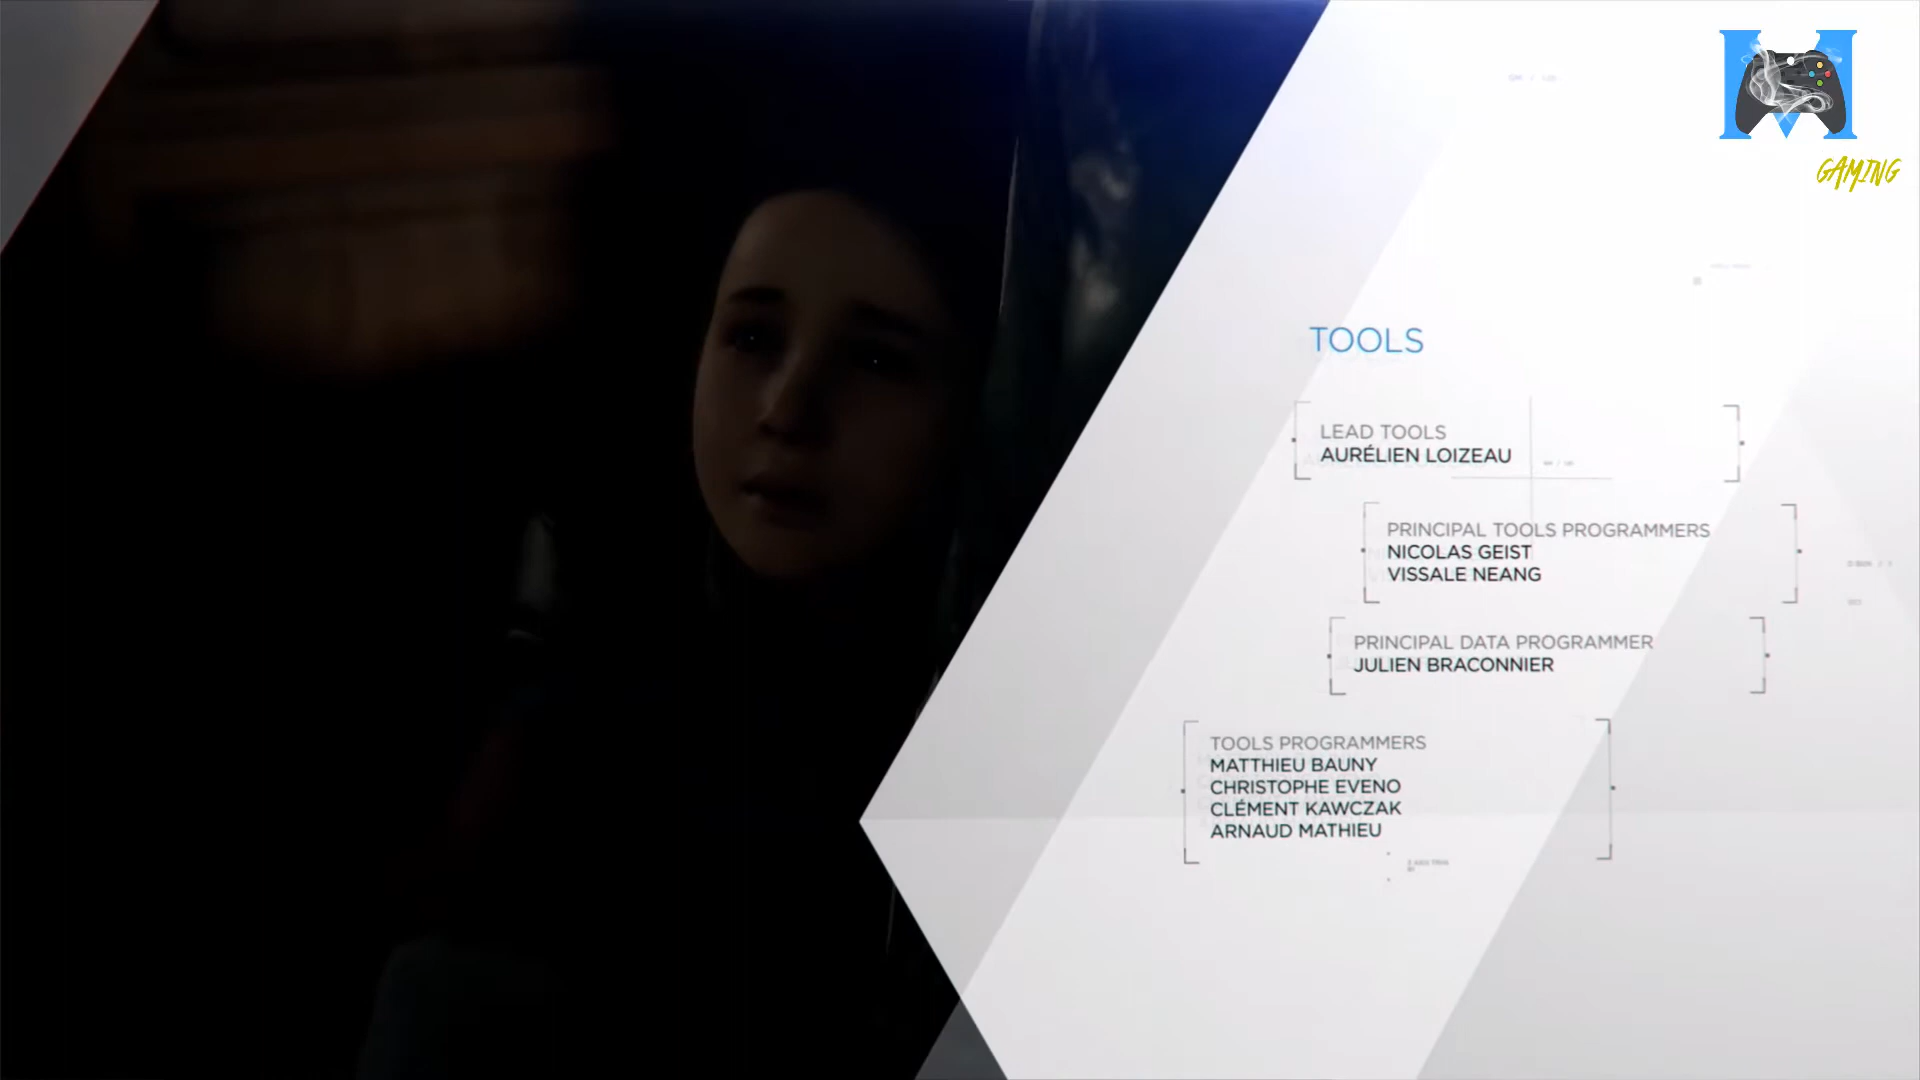 M
GAMING
TOOLS
LEAD TOOLS
AURÉLIEN LOIZEAU
PRINCIPAL TOOLS PROGRAMMERS
NICOLAS GEIST
VISSALE NEANG
PRINCIPAL DATA PROGRAMMER
JULIEN BRACONNIER
TOOLS PROGRAMMERS
MATTHIEU BAUNY
CHRISTOPHE EVENO
CLÉMENT KAWCZAK
ARNAUD MATHIEU